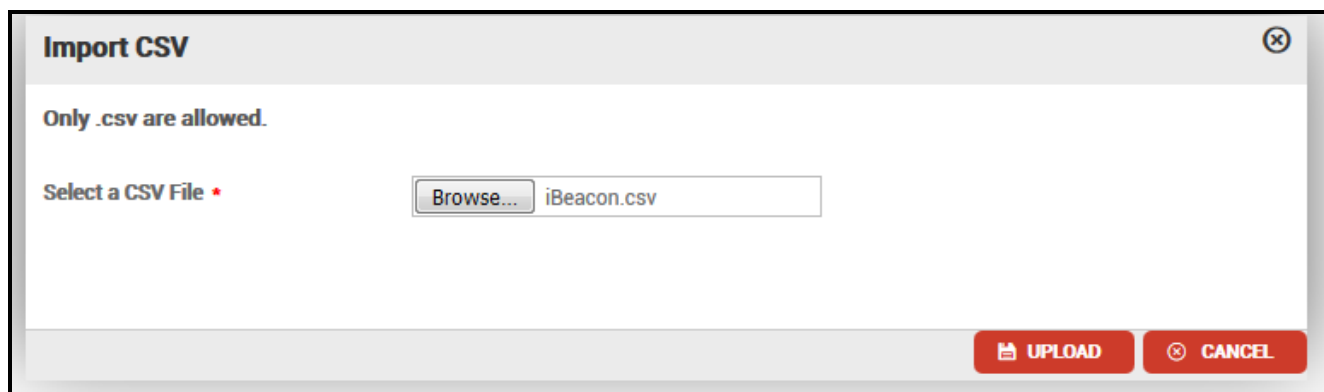 Import CSV
Only .csv are allowed.
Select a CSV File *
Browse... iBeacon.csv
UPLOAD CANCEL